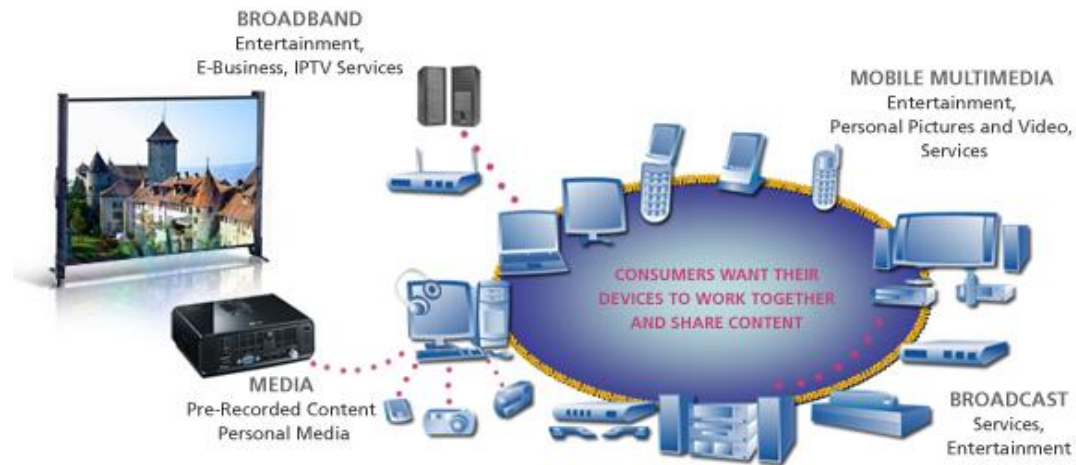 BROADBAND
Entertainment,
E-Business, IPTV Services
MOBILE MULTIMEDIA
Entertainment,
Personal Pictures and Video,
Services
CONSUMERS WANT THEIR
DEVICES TO WORK TOGETHER
AND SHARE CONTENT
MEDIA
Pre-Recorded Content
Personal Media
BROADCAST
Services,
Entertainment